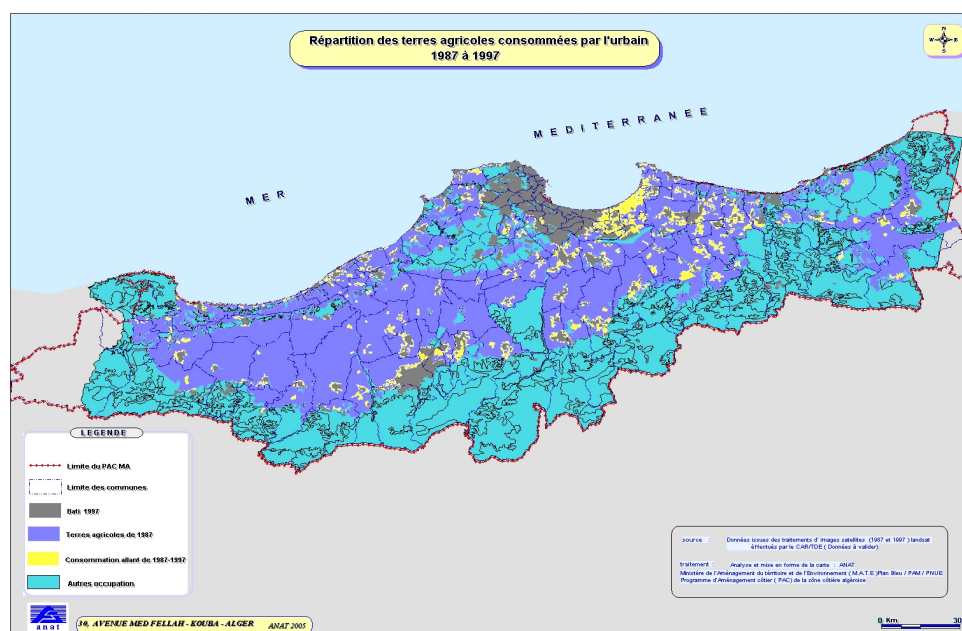 Répartition des terres agricoles consommées par l'urbain
1987 à 1997
N
W E
S
MER MEDITERRANEE
LEGENDE
Limite du PAC MA
Limite des communes.
Bati 1997
Terres agricoles de 1987
Consommation allant de 1987-1997
Autres occupation
source : Données issues des traitements d' images satellites (1987 et 1997) landsat
éffectués par le CAR/TDE ( Données à valider)
traitement : Analyse et mise en forme de la carte : ANAT
Ministère de l'Aménagement du térritoire et de l'Environnement ( M.A.T.E )Plan Bleu / PAM / PNUE
Programme d'Aménagement côtier ( PAC) de la zône côtière algéroise
anat
30, AVENUE MED FELLAH - KOUBA - ALGER ANAT 2005
0 Km. 30